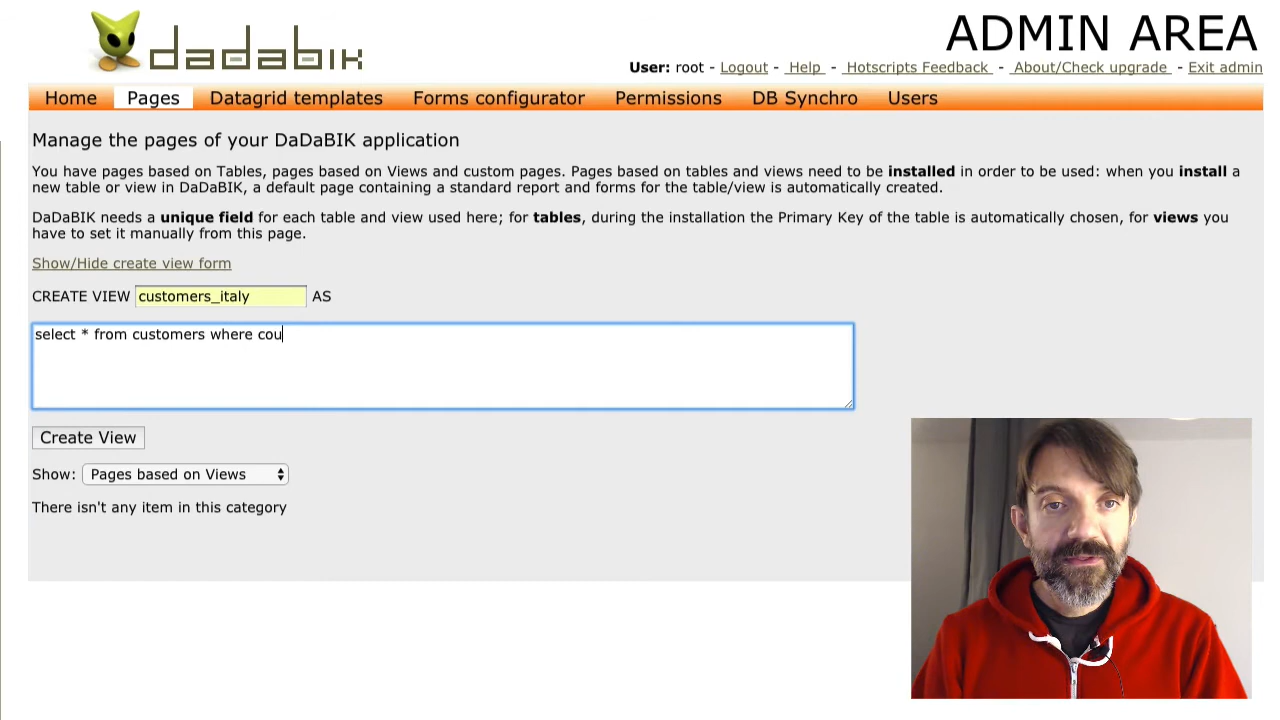 dadabik
ADMIN AREA
User: root - Logout - Help - Hotscripts Feedback - About/Check upgrade - Exit admin
Home Pages Datagrid templates Forms configurator Permissions DB Synchro Users
Manage the pages of your DaDaBIK application
You have pages based on Tables, pages based on Views and custom pages. Pages based on tables and views need to be installed in order to be used: when you install a
new table or view in DaDaBIK, a default page containing a standard report and forms for the table/view is automatically created.
DaDaBIK needs a unique field for each table and view used here; for tables, during the installation the Primary Key of the table is automatically chosen, for views you
have to set it manually from this page.
Show/Hide create view form
CREATE VIEW customers_italy AS
select * from customers where cou
Create View
Show: Pages based on Views
There isn't any item in this category